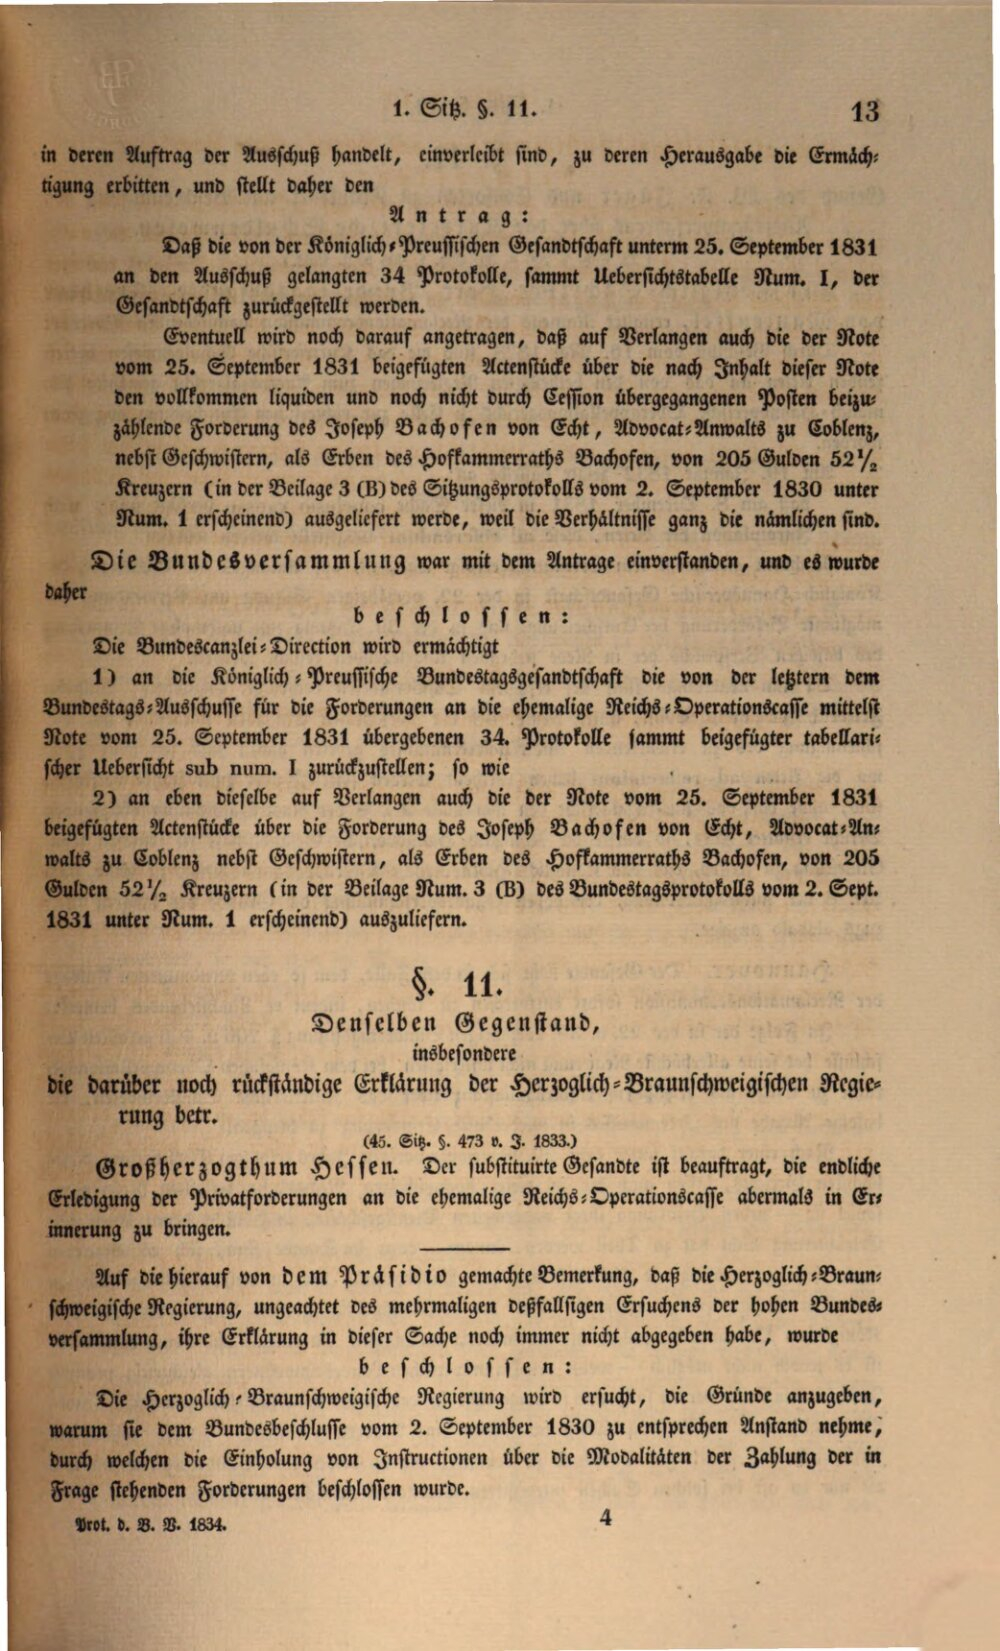 1. Sitz. §. 11. 13
in deren Auftrag der Ausschuß handelt, einverleibt sind, zu deren Herausgabe die Ermäch-
tigung erbitten, und stellt daher den
Antrag:
Daß die von der Königlich-Preussischen Gesandtschaft unterm 25. September 1831
an den Ausschuß gelangten 34 Protokolle, sammt Uebersichtstabelle Num. I, der
Gesandtschaft zurückgestellt werden.
Eventuell wird noch darauf angetragen, daß auf Verlangen auch die der Note
vom 25. September 1831 beigefügten Actenstücke über die nach Inhalt dieser Note
den vollkommen liquiden und noch nicht durch Cession übergegangenen Posten beizu-
zählende Forderung des Joseph Bachofen von Echt, Advocat-Anwalts zu Coblenz,
nebst Geschwistern, als Erben des Hofkammerraths Bachofen, von 205 Gulden 52½
Kreuzern (in der Beilage 3 (B) des Sitzungsprotokolls vom 2. September 1830 unter
Num. 1 erscheinend) ausgeliefert werde, weil die Verhältnisse ganz die nämlichen sind.
Die Bundesversammlung war mit dem Antrage einverstanden, und es wurde
daher
beschlossen:
Die Bundescanzlei-Direction wird ermächtigt
1) an die Königlich-Preussische Bundestagsgesandtschaft die von der letztern dem
Bundestags-Ausschusse für die Forderungen an die ehemalige Reichs-Operationscasse mittelst
Note vom 25. September 1831 übergebenen 34. Protokolle sammt beigefügter tabellari-
scher Uebersicht sub num. I zurückzustellen; so wie
2) an eben dieselbe auf Verlangen auch die der Note vom 25. September 1831
beigefügten Actenstücke über die Forderung des Joseph Bachofen von Echt, Advocat-An-
walts zu Coblenz nebst Geschwistern, als Erben des Hofkammerraths Bachofen, von 205
Gulden 52½ Kreuzern (in der Beilage Num. 3 (B) des Bundestagsprotokolls vom 2. Sept.
1831 unter Num. 1 erscheinend) auszuliefern.
§. 11.
Denselben Gegenstand,
insbesondere
die darüber noch rückständige Erklärung der Herzoglich-Braunschweigischen Regie-
rung betr.
(45. Sitz. §. 473 v. J. 1833.)
Großherzogthum Hessen. Der substituirte Gesandte ist beauftragt, die endliche
Erledigung der Privatforderungen an die ehemalige Reichs-Operationscasse abermals in Er-
innerung zu bringen.
Auf die hierauf von dem Präsidio gemachte Bemerkung, daß die Herzoglich-Braun-
schweigische Regierung, ungeachtet des mehrmaligen deßfallsigen Ersuchens der hohen Bundes-
versammlung, ihre Erklärung in dieser Sache noch immer nicht abgegeben habe, wurde
beschlossen:
Die Herzoglich-Braunschweigische Regierung wird ersucht, die Gründe anzugeben,
warum sie dem Bundesbeschlusse vom 2. September 1830 zu entsprechen Anstand nehme,
durch welchen die Einholung von Instructionen über die Modalitäten der Zahlung der in
Frage stehenden Forderungen beschlossen wurde.
Prot. d. B. V. 1834. 4